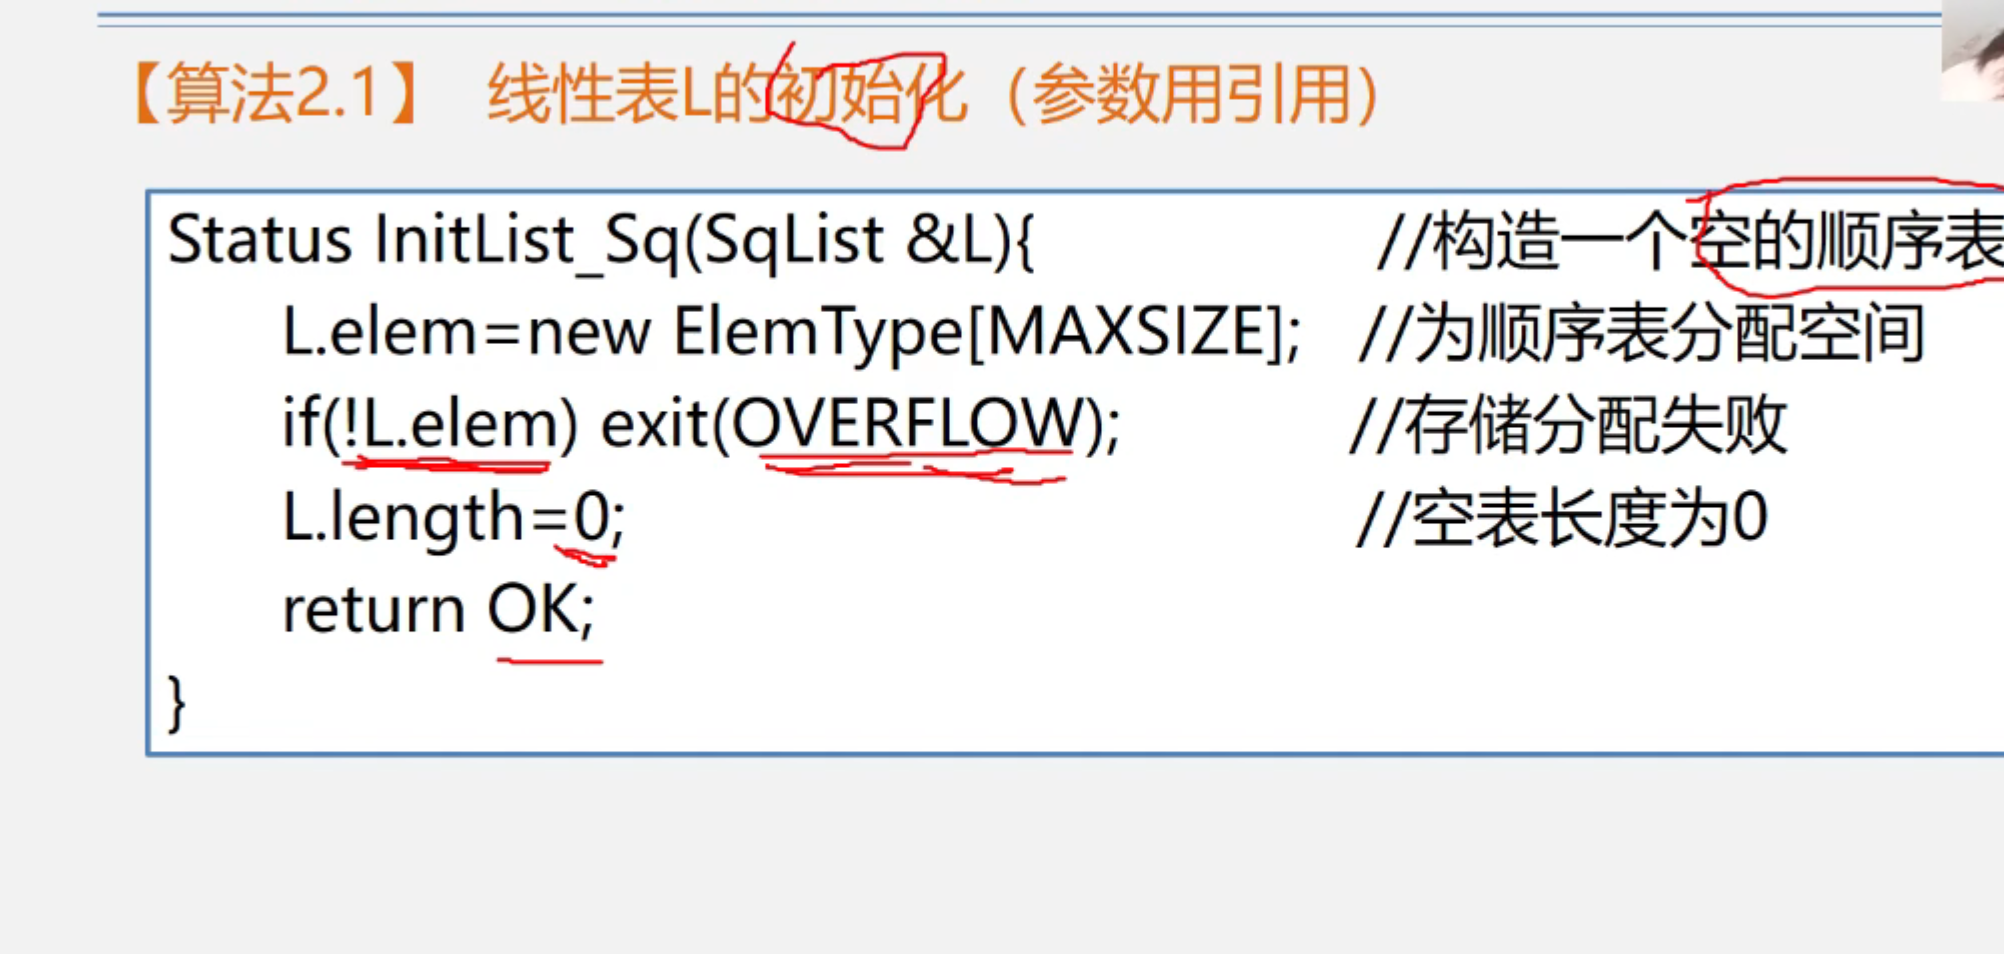 【算法2.1】 线性表L的初始化（参数用引用）
Status InitList_Sq(SqList &L){ //构造一个空的顺序表
L.elem=new ElemType[MAXSIZE]; //为顺序表分配空间
if(!L.elem) exit(OVERFLOW); //存储分配失败
L.length=0; //空表长度为0
return OK;
}